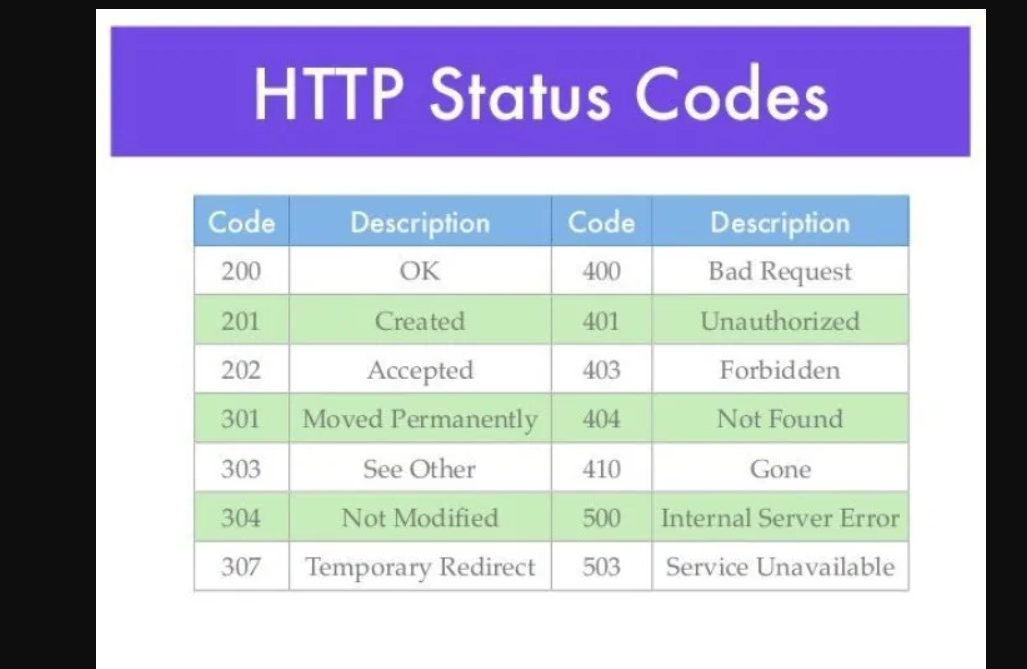 HTTP Status Codes
Code Description Code Description
200 OK 400 Bad Request
201 Created 401 Unauthorized
202 Accepted 403 Forbidden
301 Moved Permanently 404 Not Found
303 See Other 410 Gone
304 Not Modified 500 Internal Server Error
307 Temporary Redirect 503 Service Unavailable